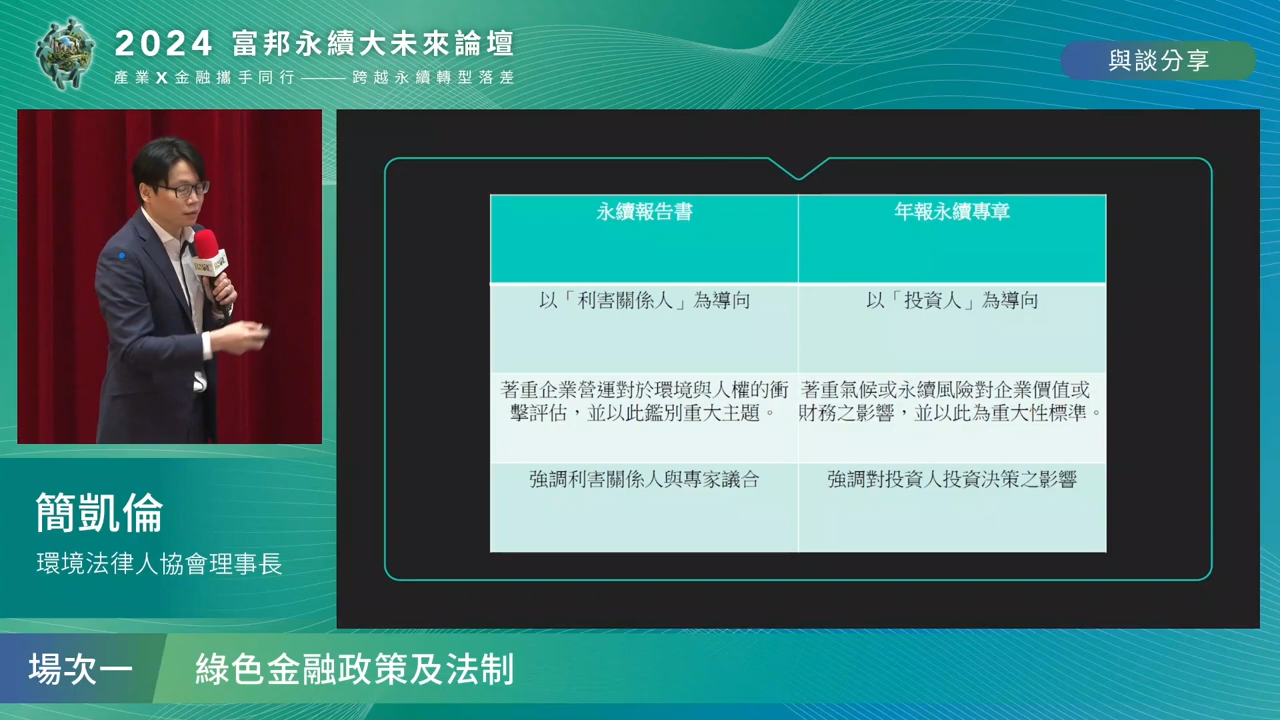 2024 富邦永續大未來論壇
產業X金融攜手同行——跨越永續轉型落差
與談分享
永續報告書
年報永續專章
以「利害關係人」為導向
以「投資人」為導向
著重企業營運對於環境與人權的衝
擊評估，並以此鑑別重大主題。
著重氣候或永續風險對企業價值或
財務之影響，並以此為重大性標準。
強調利害關係人與專家議合
強調對投資人投資決策之影響
簡凱倫
環境法律人協會理事長
場次一
綠色金融政策及法制